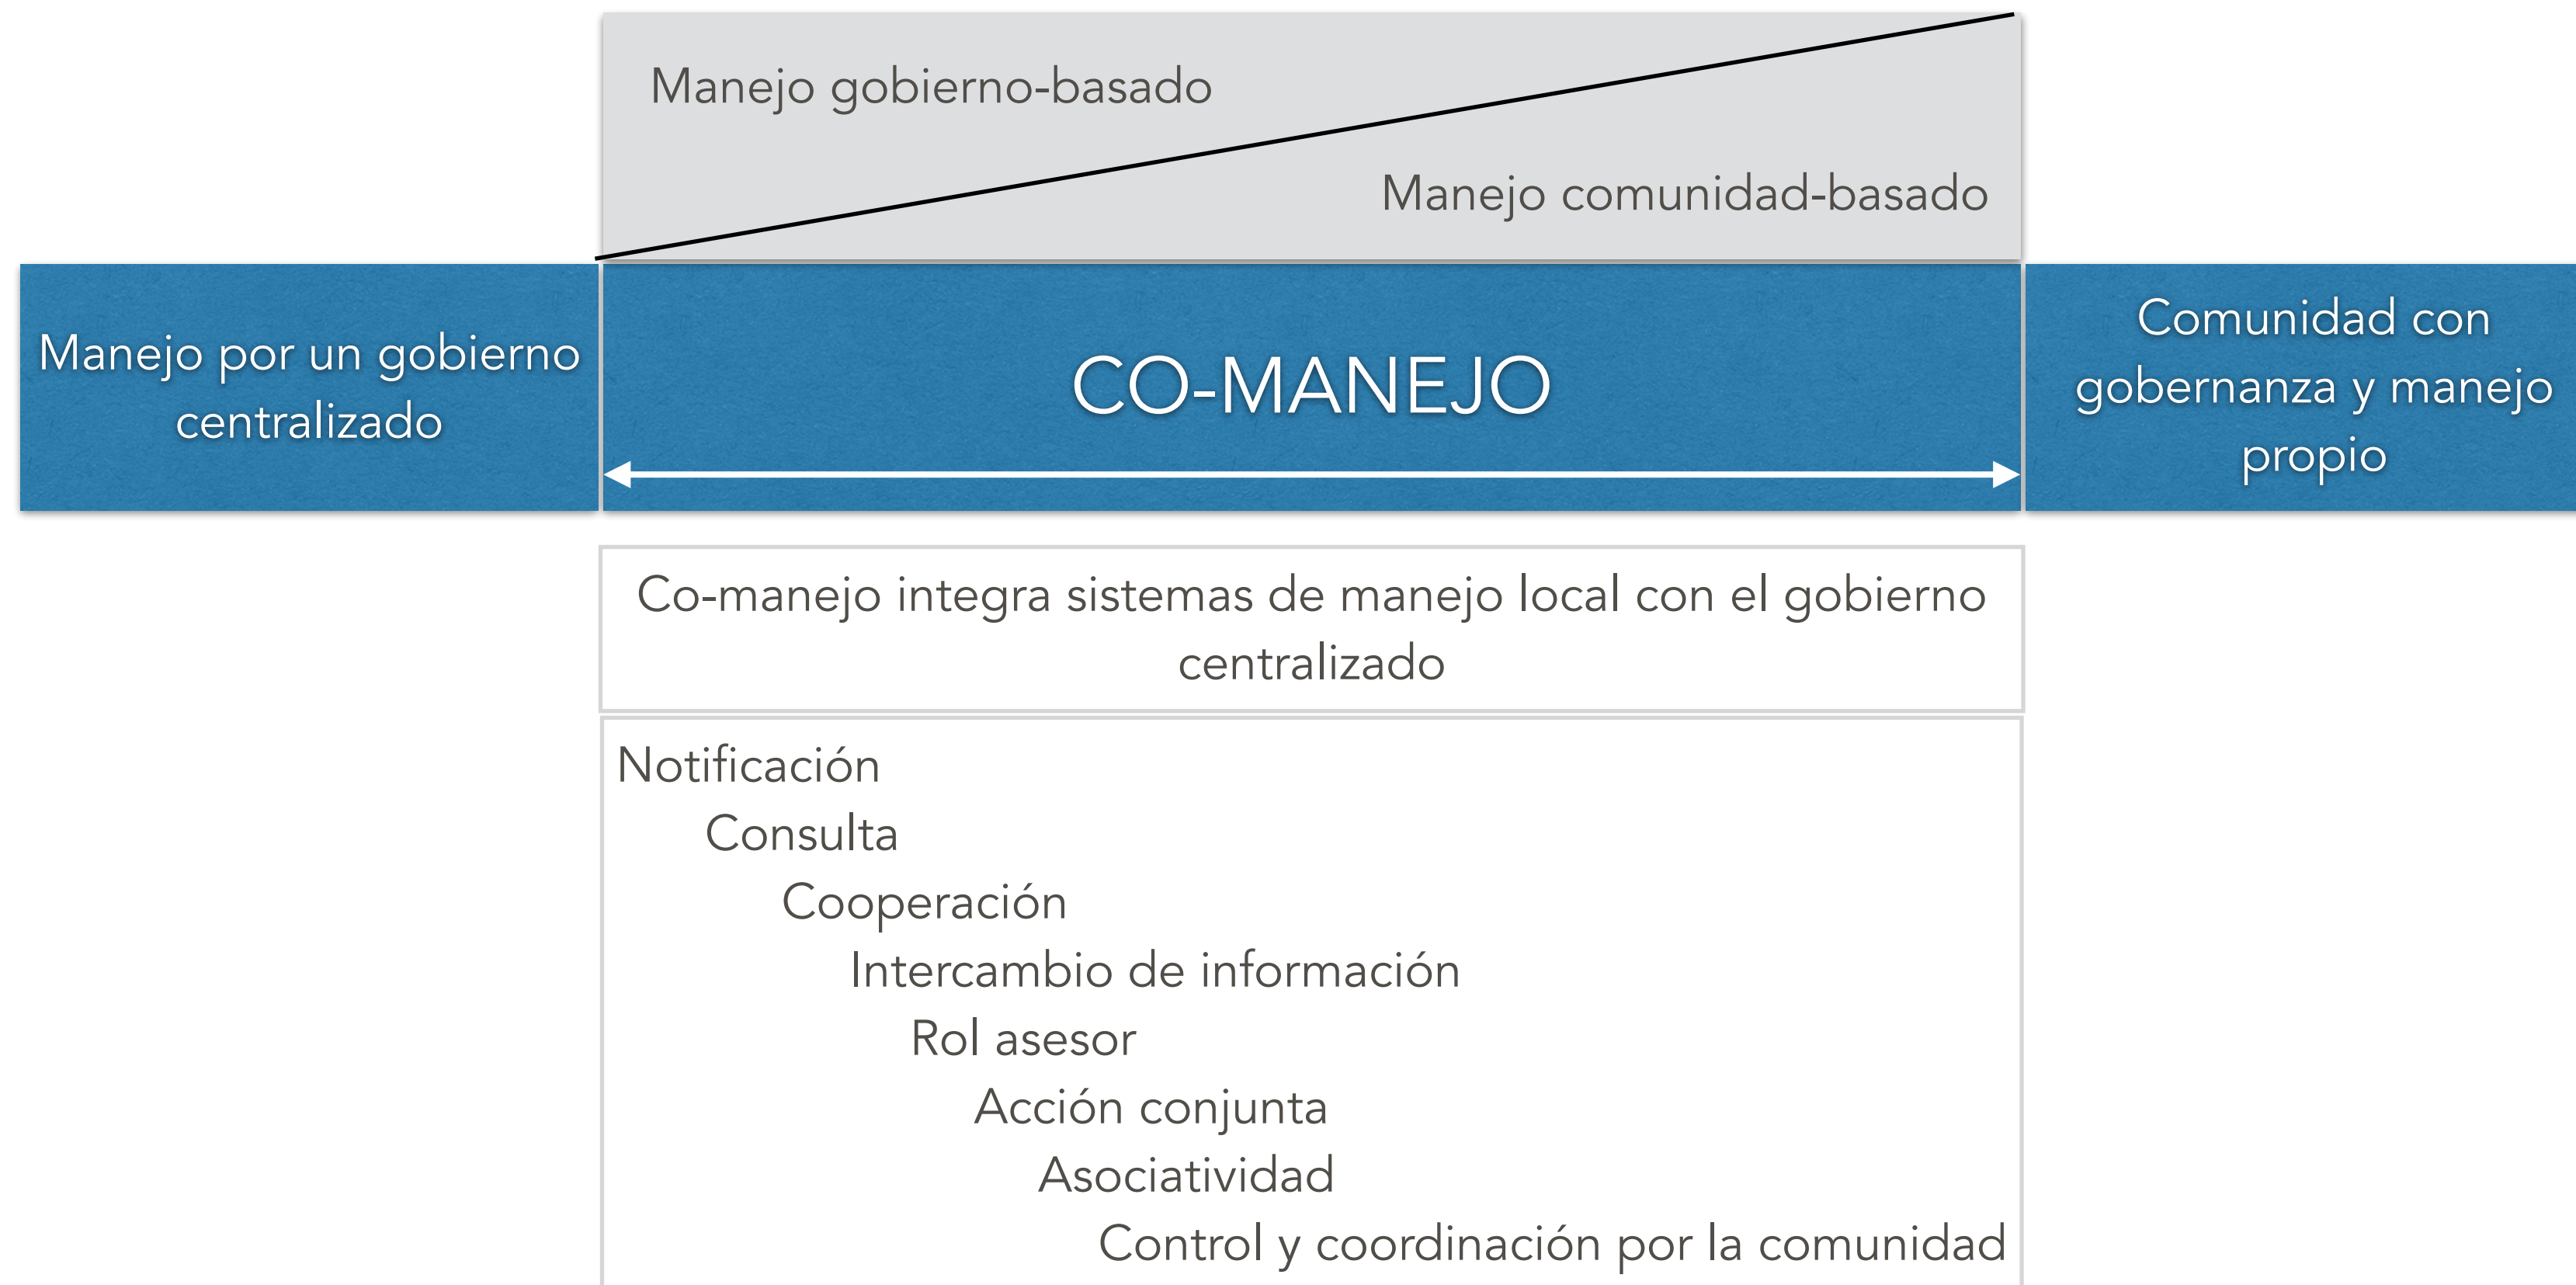 Manejo gobierno-basado
Manejo comunidad-basado
Manejo por un gobierno
centralizado
CO-MANEJO
Comunidad con
gobernanza y manejo
propio
Co-manejo integra sistemas de manejo local con el gobierno
centralizado
Notificación
Consulta
Cooperación
Intercambio de información
Rol asesor
Acción conjunta
Asociatividad
Control y coordinación por la comunidad